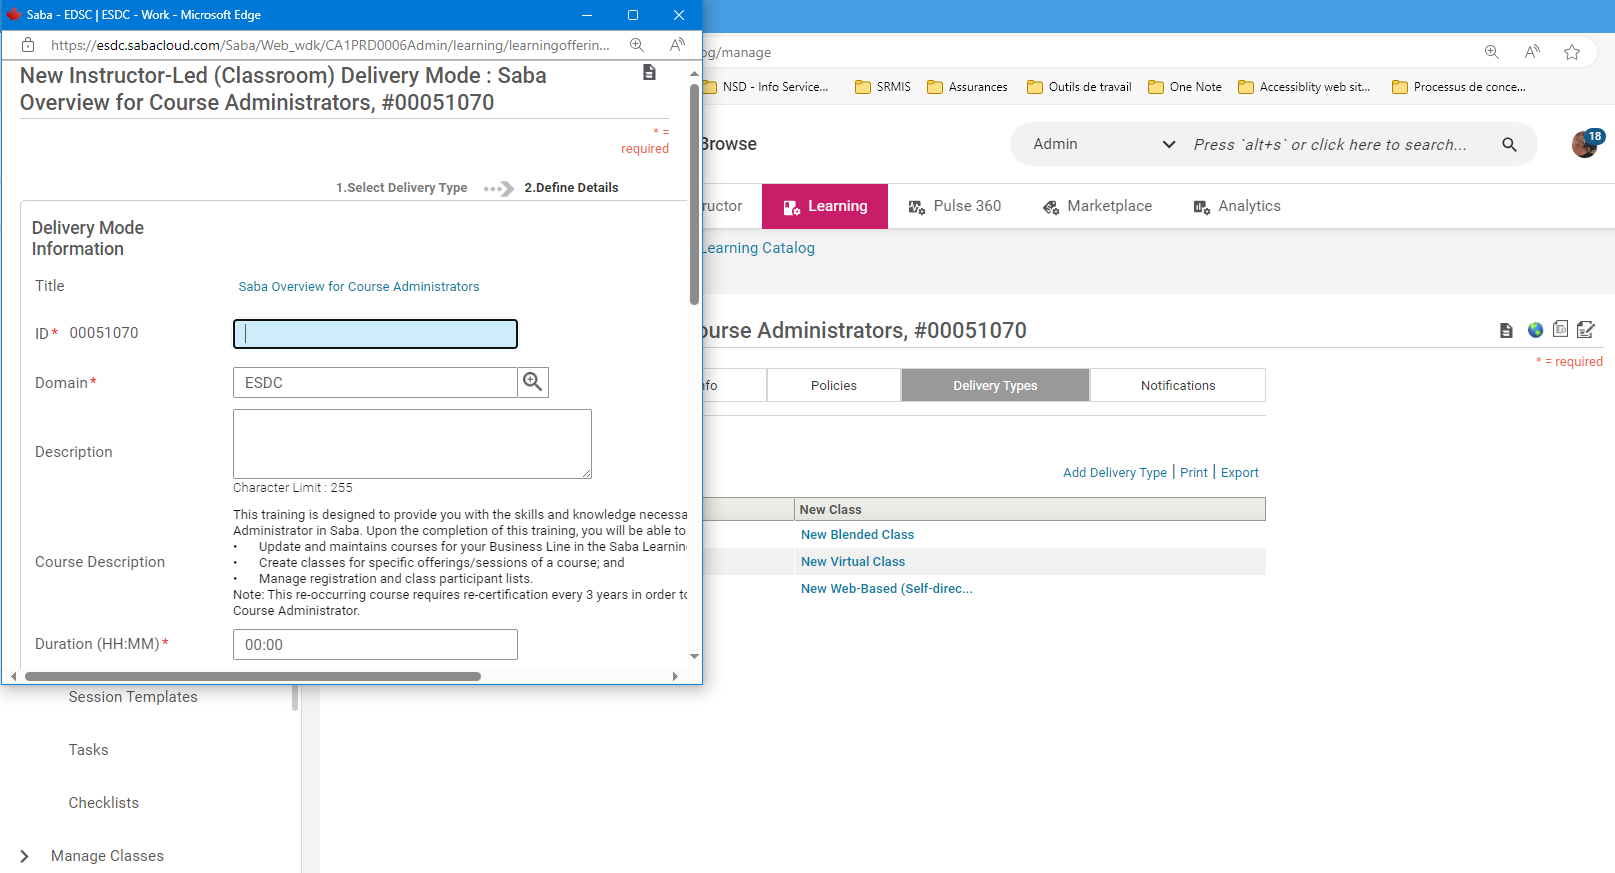 Saba - EDSC | ESDC - Work - Microsoft Edge
https://esdc.sabacloud.com/Saba/Web_wdk/CA1PRD0006Admin/learning/learningofferin...
New Instructor-Led (Classroom) Delivery Mode : Saba
Overview for Course Administrators, #00051070
* =
required
1.Select Delivery Type
2.Define Details
Delivery Mode
Information
Title
Saba Overview for Course Administrators
ID* 00051070
Domain*
ESDC
Description
Character Limit : 255
Course Description
This training is designed to provide you with the skills and knowledge necessa
Administrator in Saba. Upon the completion of this training, you will be able to
• Update and maintains courses for your Business Line in the Saba Learnin
• Create classes for specific offerings/sessions of a course; and
• Manage registration and class participant lists.
Note: This re-occurring course requires re-certification every 3 years in order to
Course Administrator.
Duration (HH:MM)*
00:00
og/manage
NSD - Info Service...
SRMIS
Assurances
Outils de travail
One Note
Accessiblity web sit...
Processus de conce...
Browse
Admin
Press `alt+s` or click here to search...
18
ructor
Learning
Pulse 360
Marketplace
Analytics
Learning Catalog
ourse Administrators, #00051070
* = required
nfo
Policies
Delivery Types
Notifications
Add Delivery Type | Print | Export
New Class
New Blended Class
New Virtual Class
New Web-Based (Self-direc...
Session Templates
Tasks
Checklists
Manage Classes